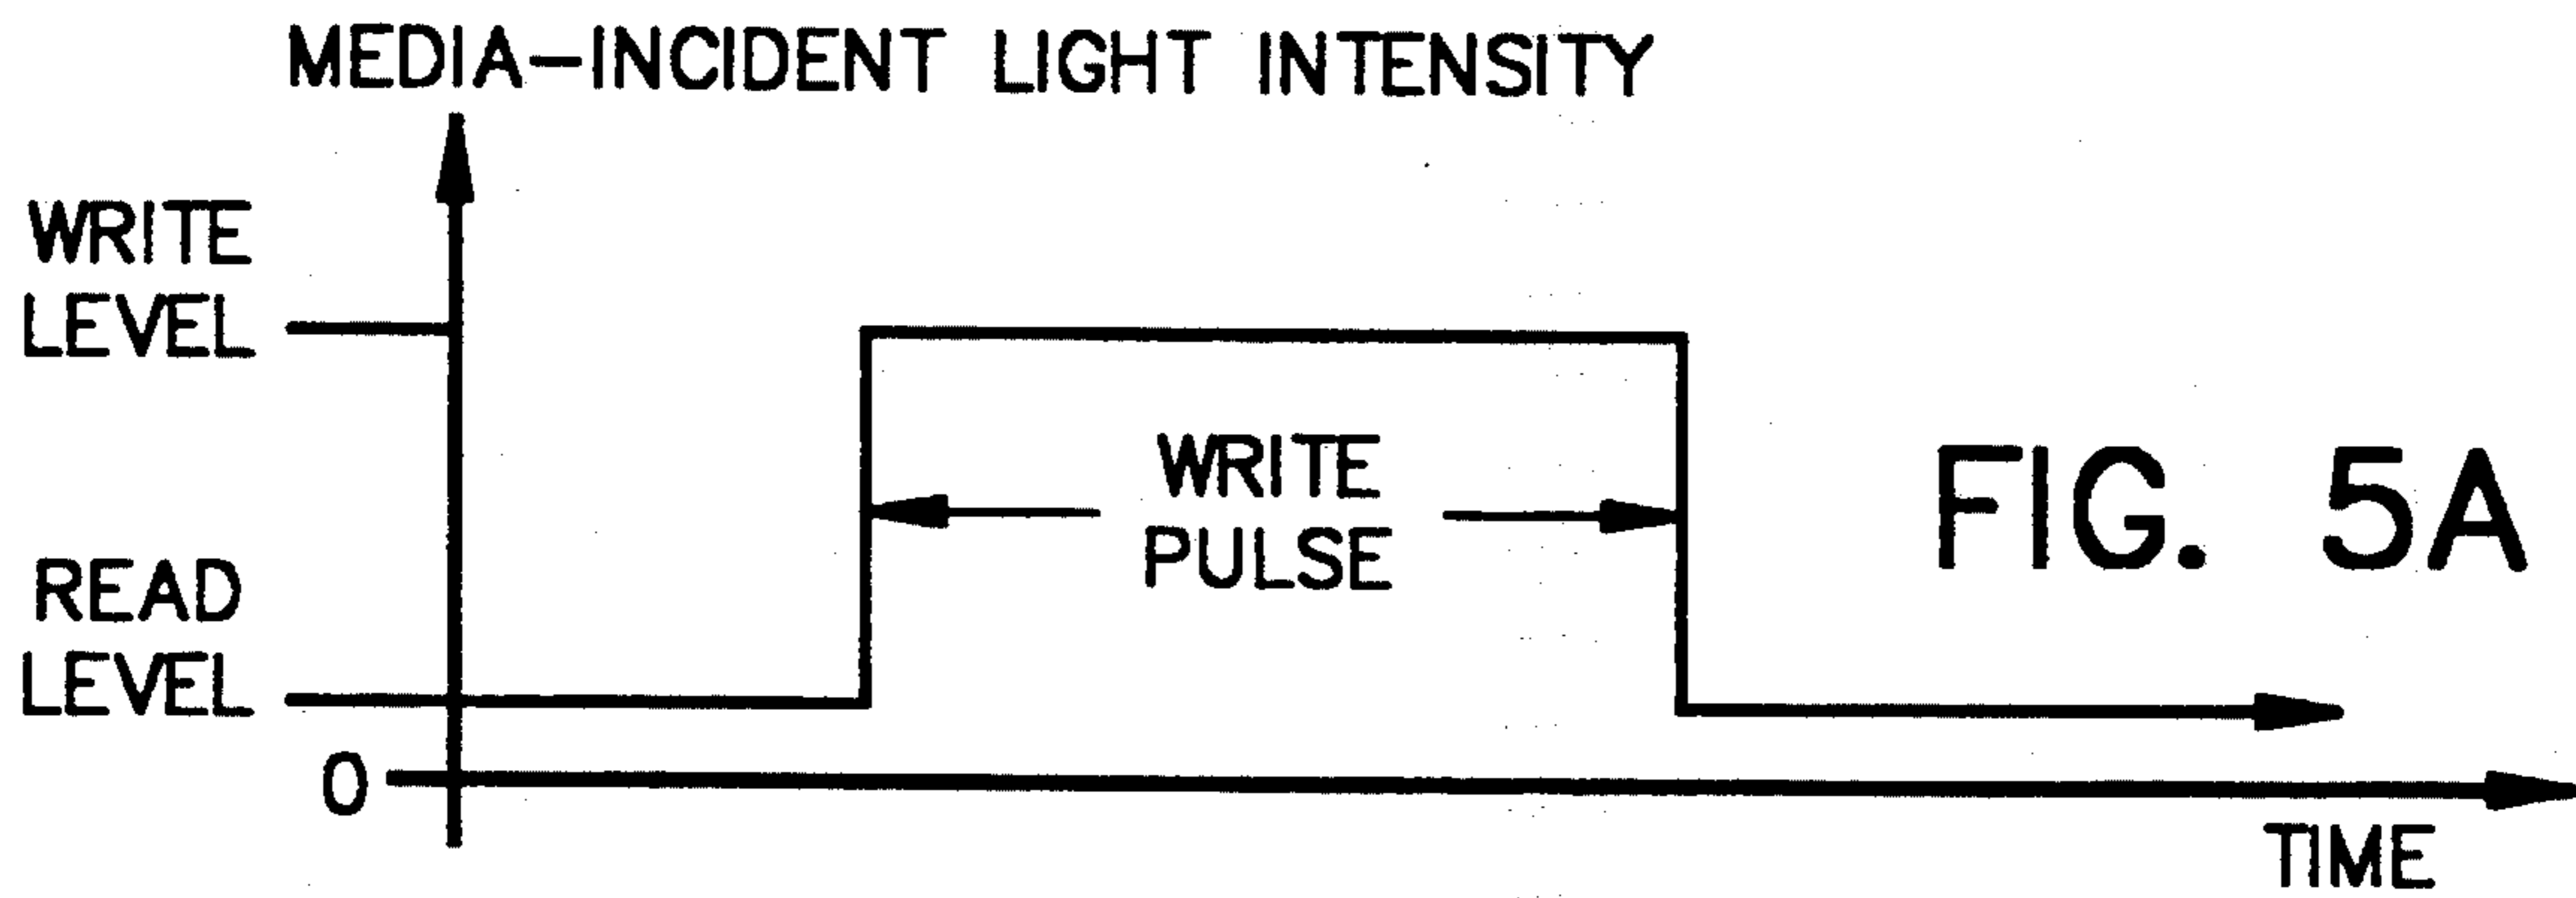 MEDIA-INCIDENT LIGHT INTENSITY
WRITE
LEVEL
WRITE
PULSE
FIG. 5A
READ
LEVEL
0
TIME